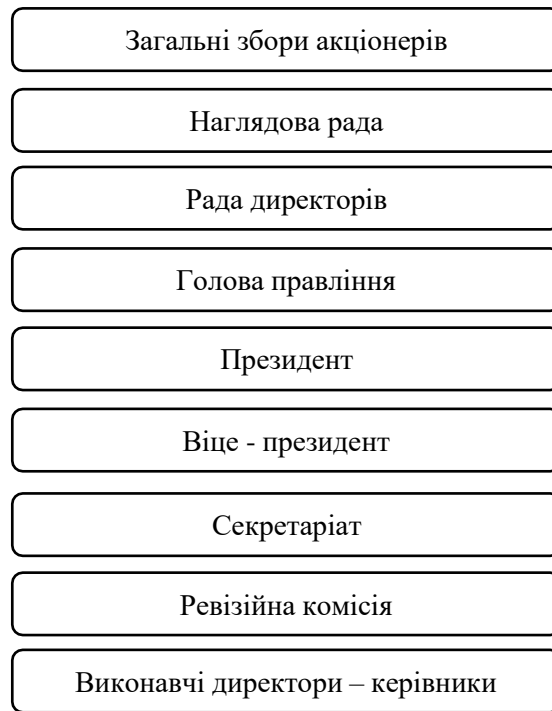 Загальні збори акціонерів
Наглядова рада
Рада директорів
Голова правління
Президент
Віце - президент
Секретаріат
Ревізійна комісія
Виконавчі директори – керівники